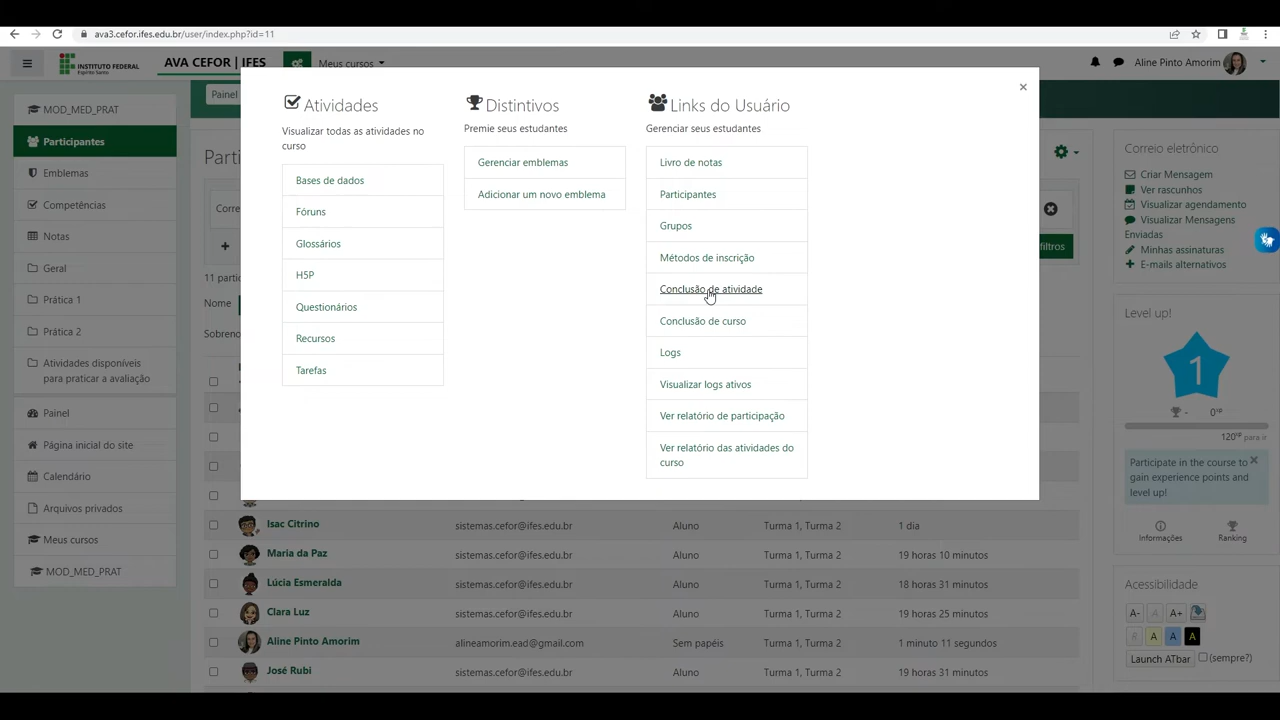 ava3.cefor.ifes.edu.br/user/index.php?id=11
INSTITUTO FEDERAL
Espírito Santo
AVA CEFOR | IFES
Meus cursos
Aline Pinto Amorim
MOD_MED_PRAT
Participantes
Emblemas
Competências
Notas
Geral
Prática 1
Prática 2
Atividades disponíveis
para praticar a avaliação
Painel
Página inicial do site
Calendário
Arquivos privados
Meus cursos
MOD_MED_PRAT
Painel
Atividades
Visualizar todas as atividades no
curso
Bases de dados
Fóruns
Glossários
H5P
Questionários
Recursos
Tarefas
Distintivos
Premie seus estudantes
Gerenciar emblemas
Adicionar um novo emblema
Links do Usuário
Gerenciar seus estudantes
Livro de notas
Participantes
Grupos
Métodos de inscrição
Conclusão de atividade
Conclusão de curso
Logs
Visualizar logs ativos
Ver relatório de participação
Ver relatório das atividades do
curso
Nome
Isac Citrino sistemas.cefor@ifes.edu.br Aluno Turma 1, Turma 2 1 dia
Maria da Paz sistemas.cefor@ifes.edu.br Aluno Turma 1, Turma 2 19 horas 10 minutos
Lúcia Esmeralda sistemas.cefor@ifes.edu.br Aluno Turma 1, Turma 2 18 horas 31 minutos
Clara Luz sistemas.cefor@ifes.edu.br Aluno Turma 1, Turma 2 19 horas 25 minutos
Aline Pinto Amorim alineamorim.ead@gmail.com Sem papéis Turma 1, Turma 2 1 minuto 11 segundos
José Rubi sistemas.cefor@ifes.edu.br Aluno Turma 1, Turma 2 19 horas 31 minutos
filtros
Correio eletrônico
Criar Mensagem
Ver rascunhos
Visualizar agendamento
Visualizar Mensagens
Enviadas
Minhas assinaturas
E-mails alternativos
Level up!
1
- 0xp
120xp para ir
Participate in the course to
gain experience points and
level up!
Informações Ranking
Acessibilidade
A- A A+
R A A A
Launch ATbar (sempre?)